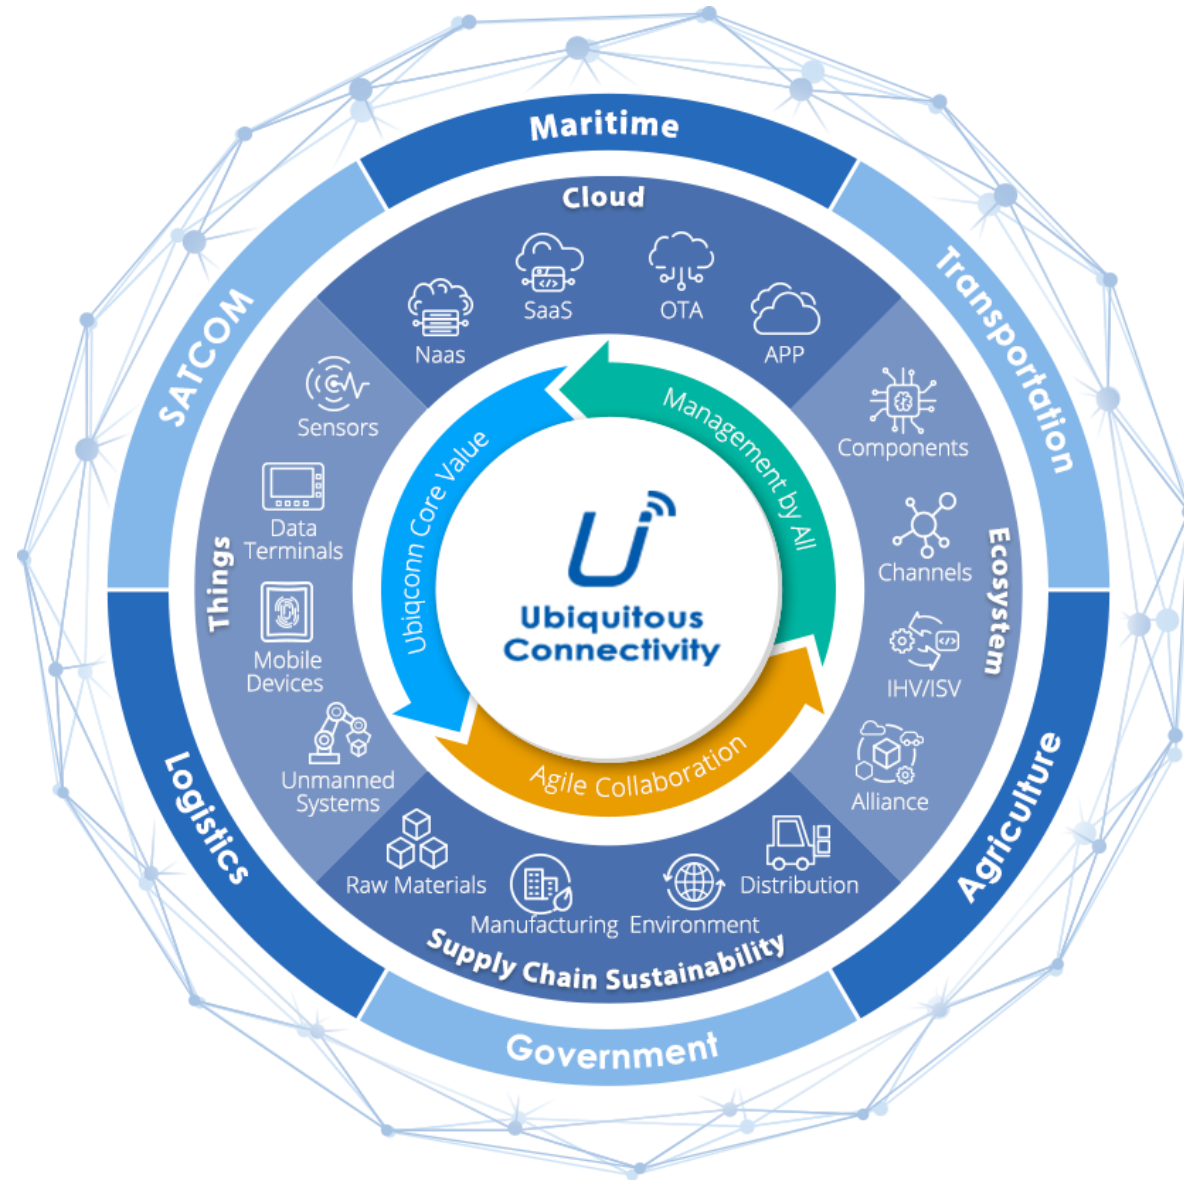 Maritime
Transportation
Agriculture
Government
Logistics
SATCOM
Cloud
Naas
SaaS
OTA
APP
Ecosystem
Components
Channels
IHV/ISV
Alliance
Supply Chain Sustainability
Raw Materials
Manufacturing
Environment
Distribution
Things
Sensors
Data
Terminals
Mobile
Devices
Unmanned
Systems
Ubiqconn Core Value
Management by All
Agile Collaboration
Ubiquitous
Connectivity